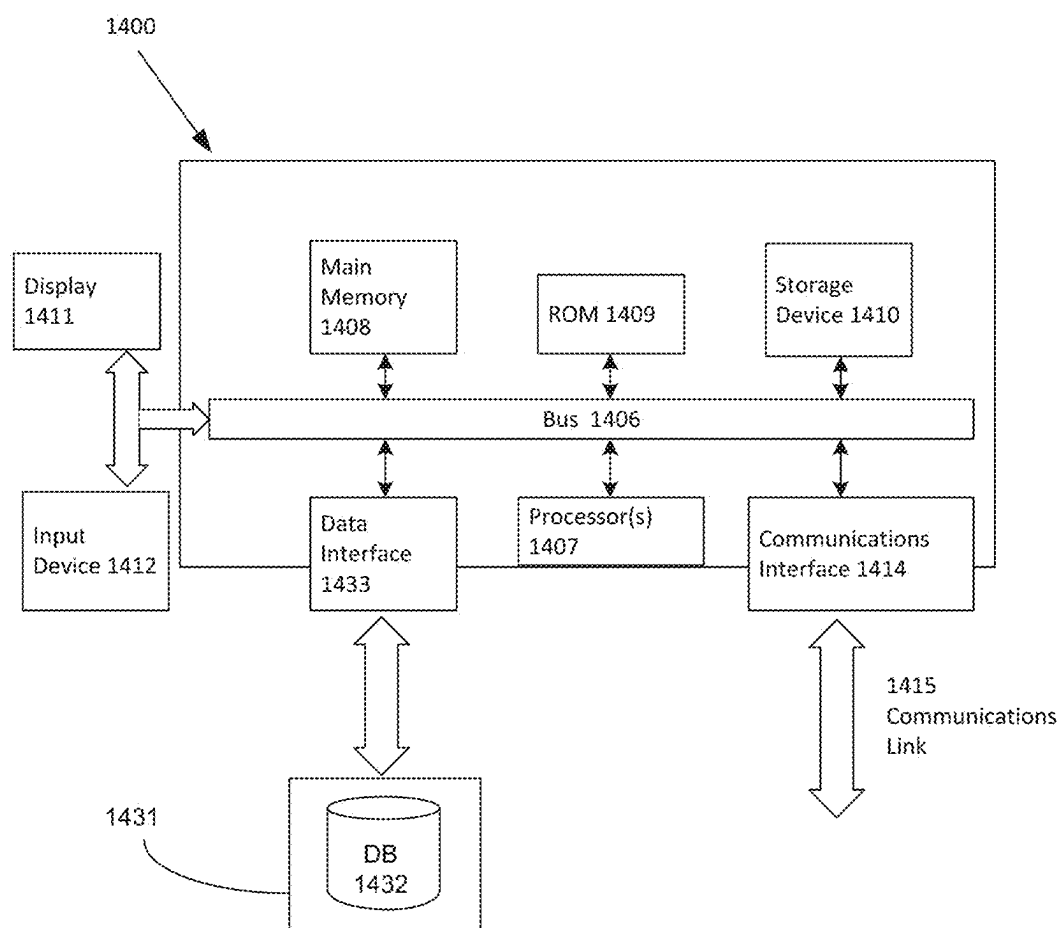 1400
Display
1411
Main
Memory
1408
ROM 1409
Storage
Device 1410
Bus 1406
Input
Device 1412
Data
Interface
1433
Processor(s)
1407
Communications
Interface 1414
1415
Communications
Link
1431
DB
1432